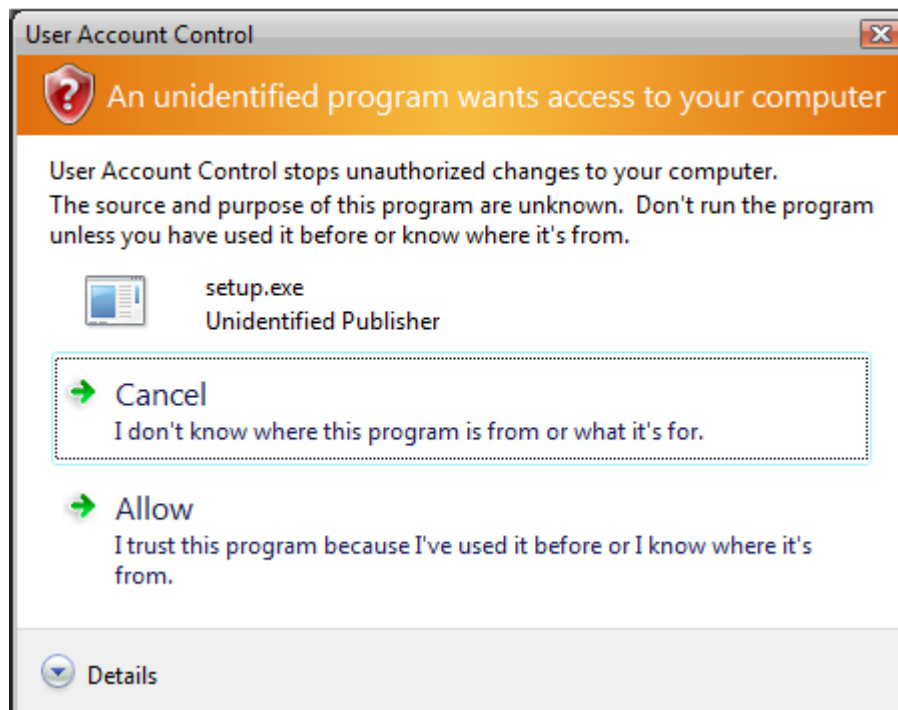 User Account Control
An unidentified program wants access to your computer
User Account Control stops unauthorized changes to your computer.
The source and purpose of this program are unknown.  Don't run the program
unless you have used it before or know where it's from.
setup.exe
Unidentified Publisher
Cancel
I don't know where this program is from or what it's for.
Allow
I trust this program because I've used it before or I know where it's
from.
Details